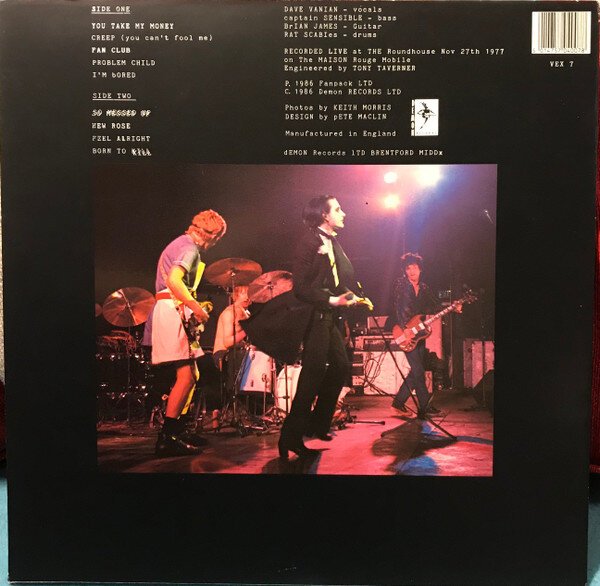 SIDE ONE
YOU TAKE MY MONEY
CREEP (you can't fool me)
FAN CLUB
PROBLEM CHILD
I'M bORED
SIDE TWO
SO MESSED UP
NEW ROSE
FEEL ALRIGHT
BORN TO KILL
DAVE VANIAN - vocals
captain SENSIBLE - bass
BrIAN JAMES - Guitar
RAT SCABIes - drums
RECORDED LIVE at THE Roundhouse Nov 27th 1977
on The MAISON Rouge Mobile
Engineered by TONY TAVERNER
P. 1986 Fanpack LTD
C. 1986 Demon RECORDS LTD
Photos by KEITH MORRIS
DESIGN by pETE MACLIN
Manufactured in England
dEMON Records lTD BRENTFORD MIDDx
VEX 7